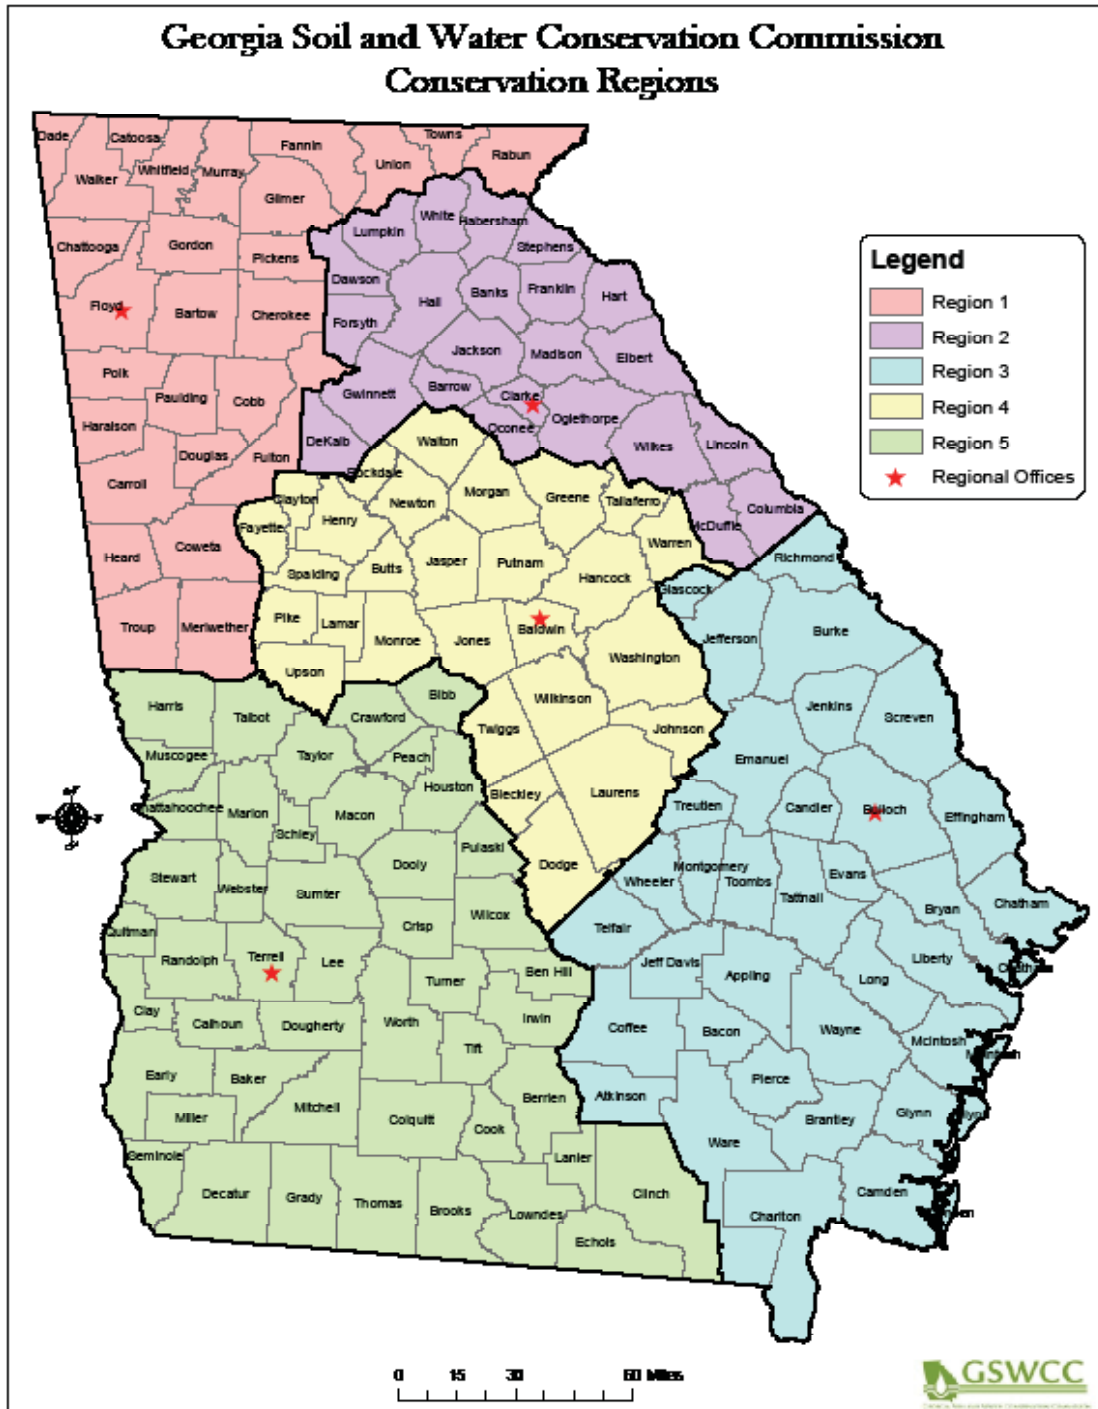 Georgia Soil and Water Conservation Commission
Conservation Regions
Dade
Catoosa
Fannin
Towns
Rabun
Union
Walker
Whitfield
Murray
Gilmer
Chattooga
Gordon
Pickens
Floyd
Bartow
Cherokee
Polk
Paulding
Cobb
Haralson
Douglas
Fulton
Carroll
Heard
Coweta
Troup
Meriwether
White
Habersham
Lumpkin
Stephens
Dawson
Hall
Banks
Franklin
Hart
Forsyth
Jackson
Madison
Elbert
Gwinnett
Barrow
Clarke
Oconee
Oglethorpe
DeKalb
Wilkes
Lincoln
McDuffie
Columbia
Legend
Region 1
Region 2
Region 3
Region 4
Region 5
Regional Offices
Walton
Rockdale
Newton
Morgan
Greene
Taliaferro
Clayton
Henry
Fayette
Warren
Spalding
Butts
Jasper
Putnam
Hancock
Pike
Lamar
Monroe
Jones
Baldwin
Washington
Upson
Wilkinson
Twiggs
Johnson
Bleckley
Laurens
Dodge
Richmond
Glascock
Jefferson
Burke
Jenkins
Screven
Emanuel
Treutlen
Candler
Bulloch
Effingham
Montgomery
Wheeler
Toombs
Evans
Tattnall
Bryan
Chatham
Telfair
Liberty
Chatham
Jeff Davis
Appling
Long
Coffee
Bacon
Wayne
McIntosh
McIntosh
Pierce
Atkinson
Glynn
Brantley
Ware
Camden
Charlton
Harris
Talbot
Crawford
Bibb
Muscogee
Taylor
Peach
Houston
Chattahoochee
Marion
Macon
Schley
Pulaski
Dooly
Stewart
Webster
Sumter
Wilcox
Crisp
Quitman
Randolph
Terrell
Lee
Ben Hill
Turner
Clay
Calhoun
Dougherty
Worth
Irwin
Tift
Early
Baker
Mitchell
Berrien
Miller
Colquitt
Cook
Seminole
Lanier
Decatur
Grady
Thomas
Brooks
Lowndes
Clinch
Echols
0 15 30 60 Miles
GSWCC